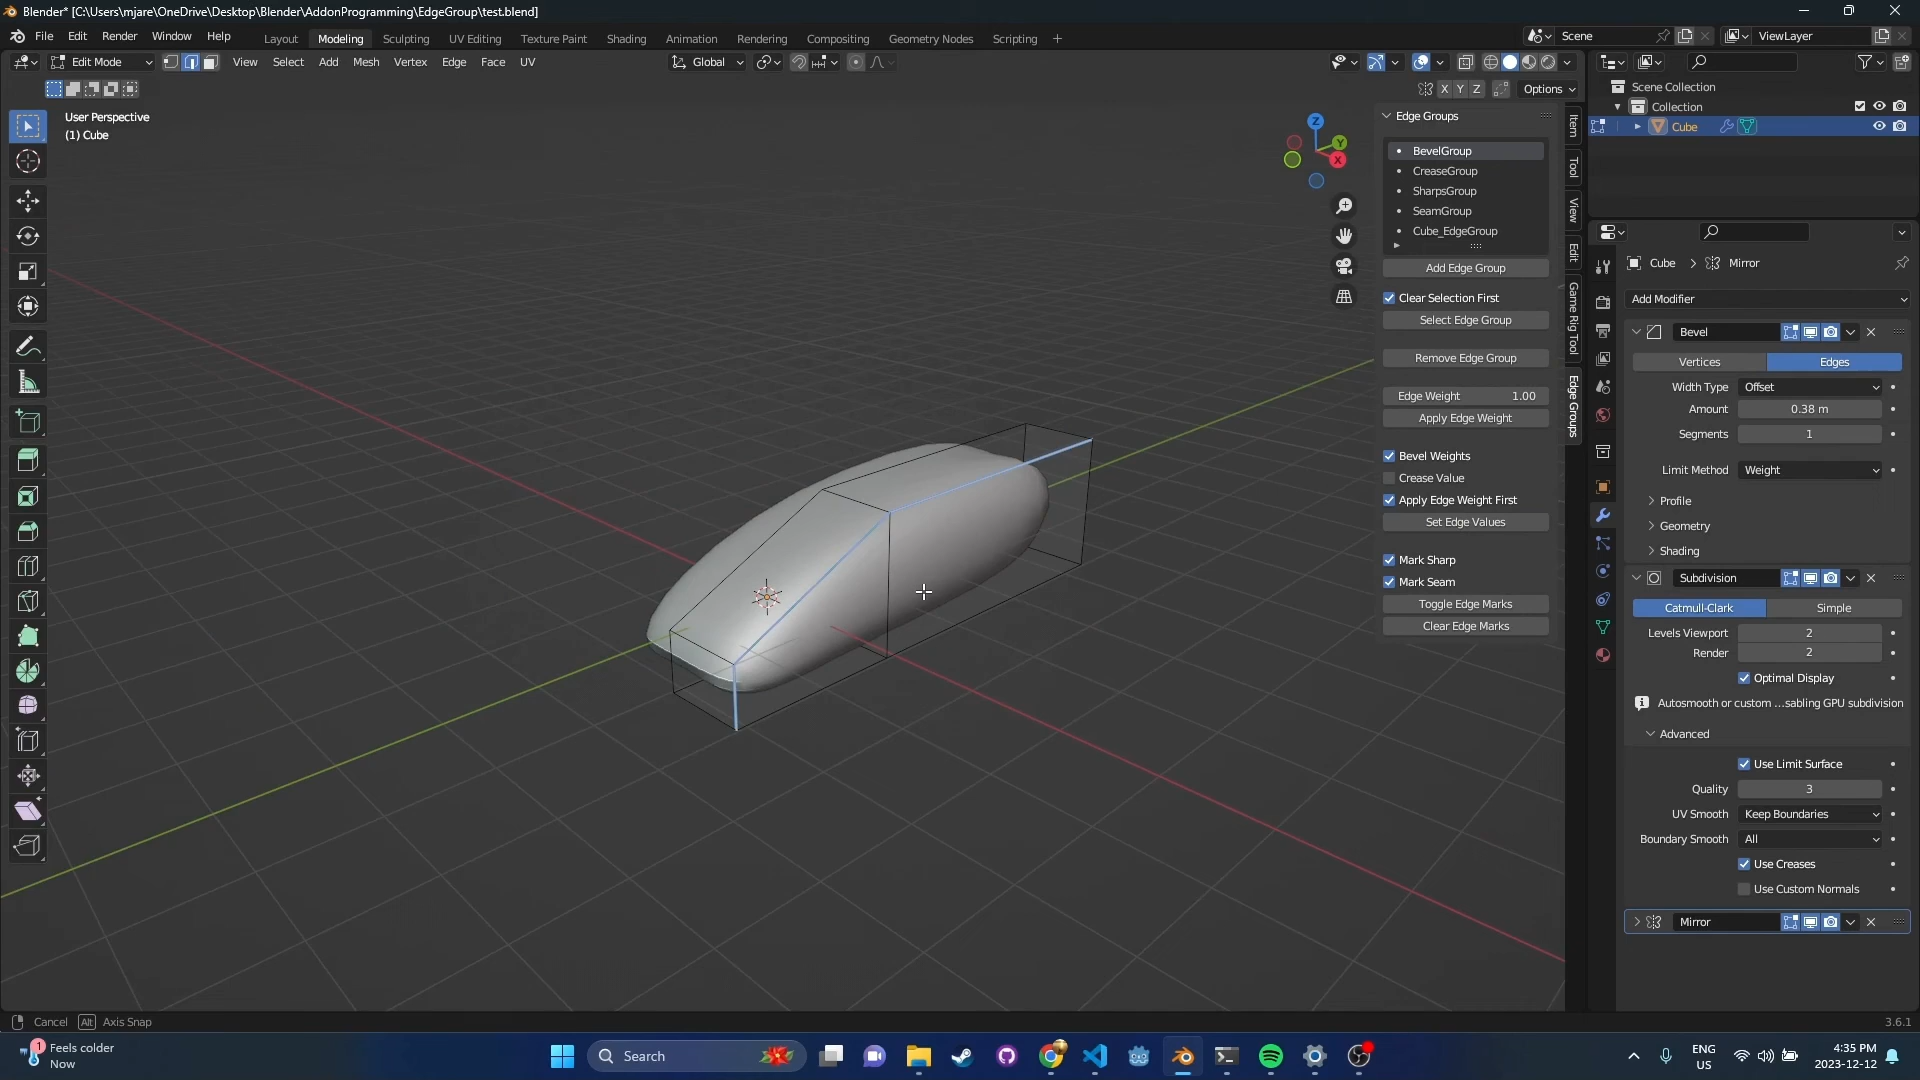 Blender* [C:\Users\mjare\OneDrive\Desktop\Blender\AddonProgramming\EdgeGroup\test.blend]
File Edit Render Window Help Layout Modeling Sculpting UV Editing Texture Paint Shading Animation Rendering Compositing Geometry Nodes Scripting + Scene ViewLayer
Edit Mode View Select Add Mesh Vertex Edge Face UV Global
X Y Z Options
Scene Collection
Collection
Cube
User Perspective
(1) Cube
Z
Y
X
Edge Groups
BevelGroup
CreaseGroup
SharpsGroup
SeamGroup
Cube_EdgeGroup
Add Edge Group
Clear Selection First
Select Edge Group
Remove Edge Group
Edge Weight 1.00
Apply Edge Weight
Bevel Weights
Crease Value
Apply Edge Weight First
Set Edge Values
Mark Sharp
Mark Seam
Toggle Edge Marks
Clear Edge Marks
Item
Tool
View
Edit
Game Rig Tool
Edge Groups
Cube Mirror
Add Modifier
Bevel
Vertices Edges
Width Type Offset
Amount 0.38 m
Segments 1
Limit Method Weight
Profile
Geometry
Shading
Subdivision
Catmull-Clark Simple
Levels Viewport 2
Render 2
Optimal Display
Autosmooth or custom ...sabling GPU subdivision
Advanced
Use Limit Surface
Quality 3
UV Smooth Keep Boundaries
Boundary Smooth All
Use Creases
Use Custom Normals
Mirror
Cancel Alt Axis Snap 3.6.1
1
Feels colder
Now
Search
ENG
US
4:35 PM
2023-12-12